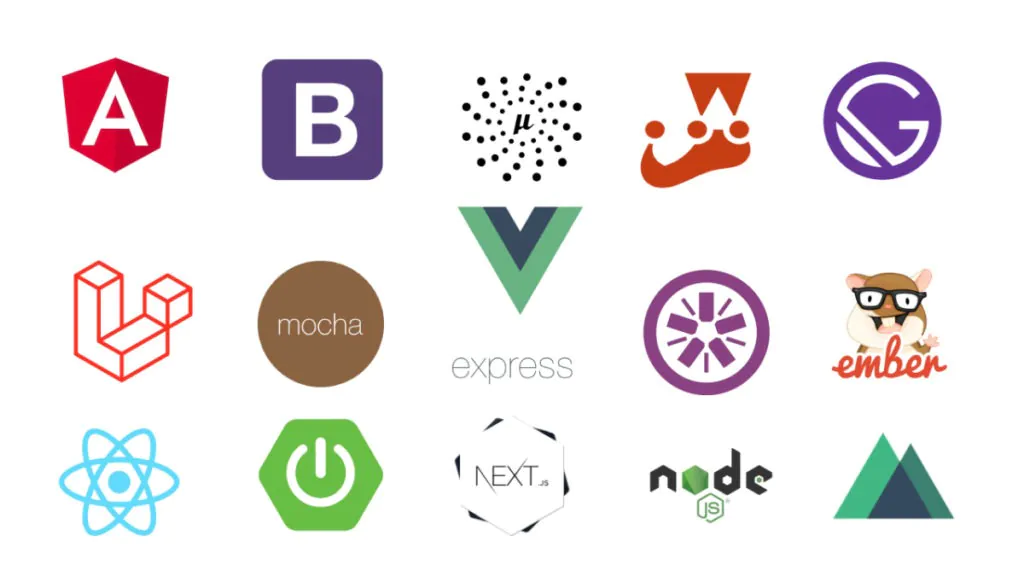 A
B
μ
G
mocha
express
ember
NEXT.JS
node
JS